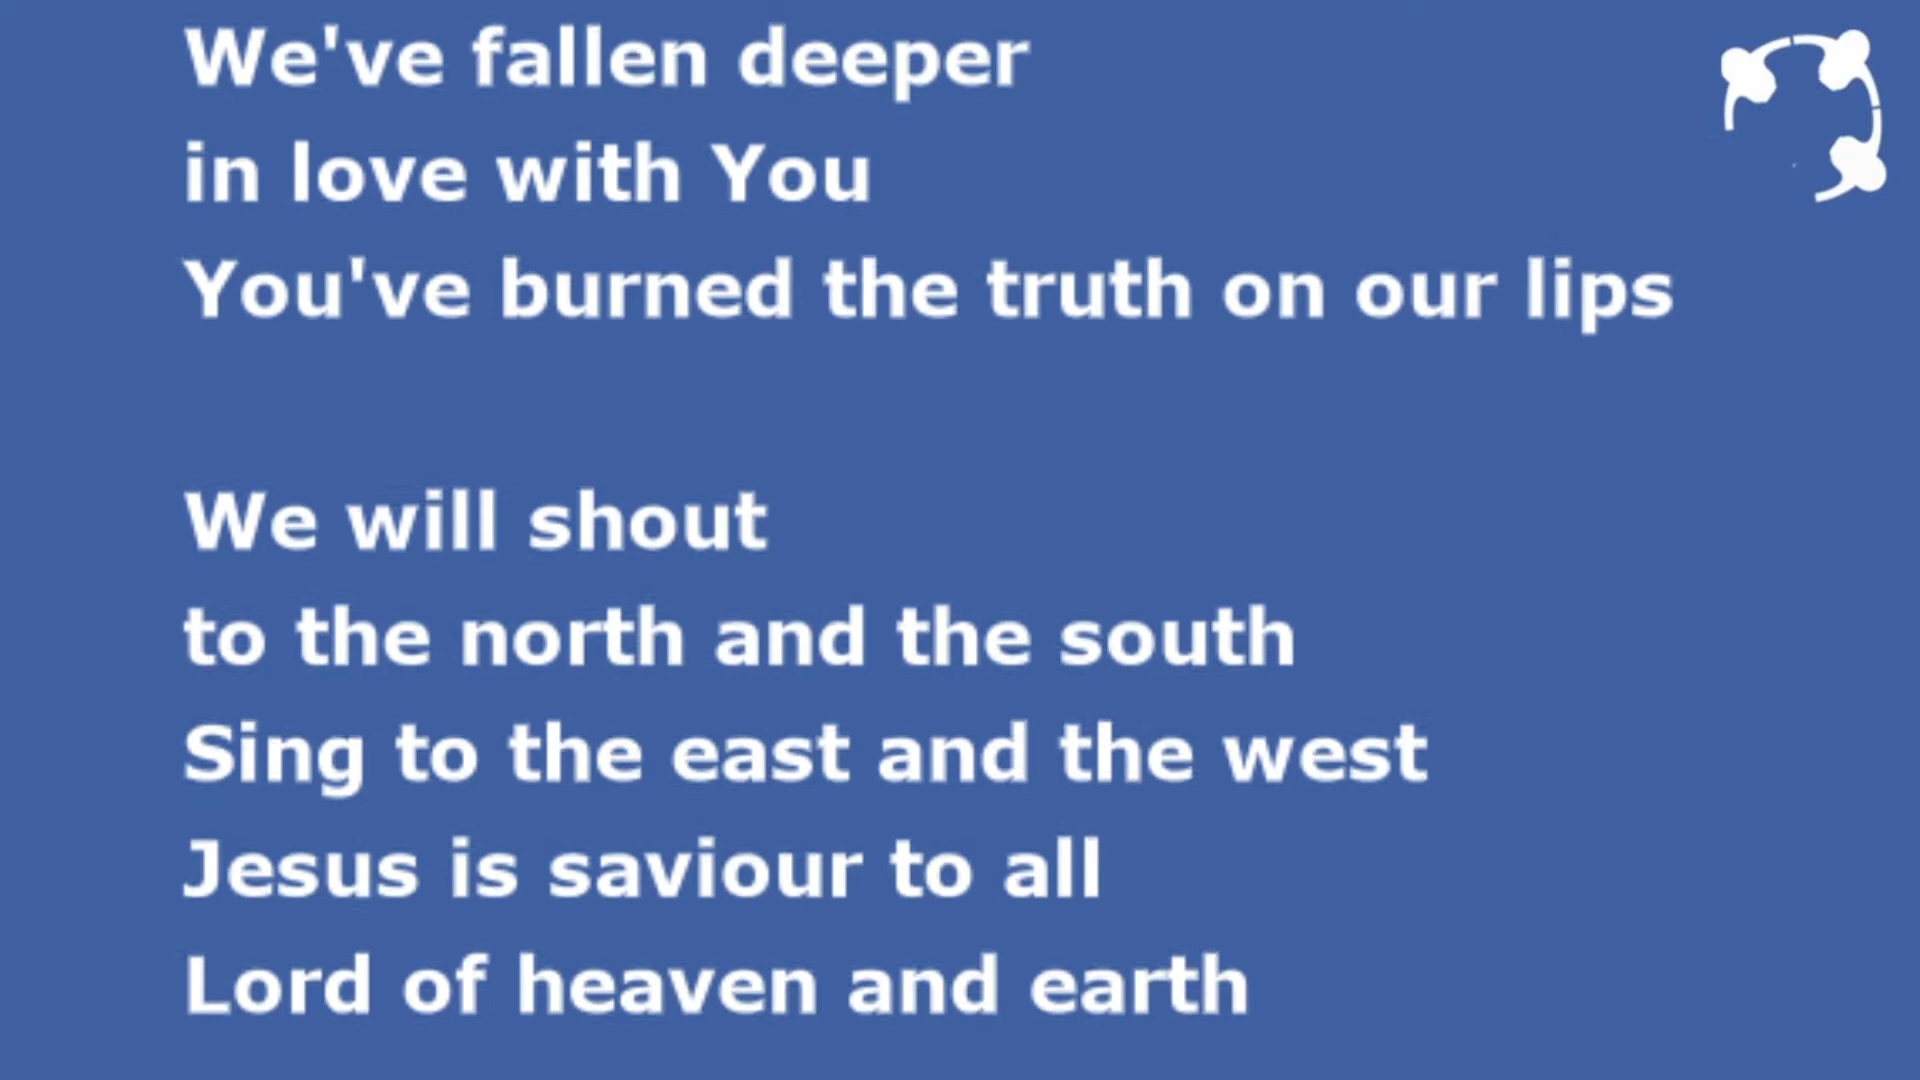 We've fallen deeper
in love with You
You've burned the truth on our lips
We will shout
to the north and the south
Sing to the east and the west
Jesus is saviour to all
Lord of heaven and earth